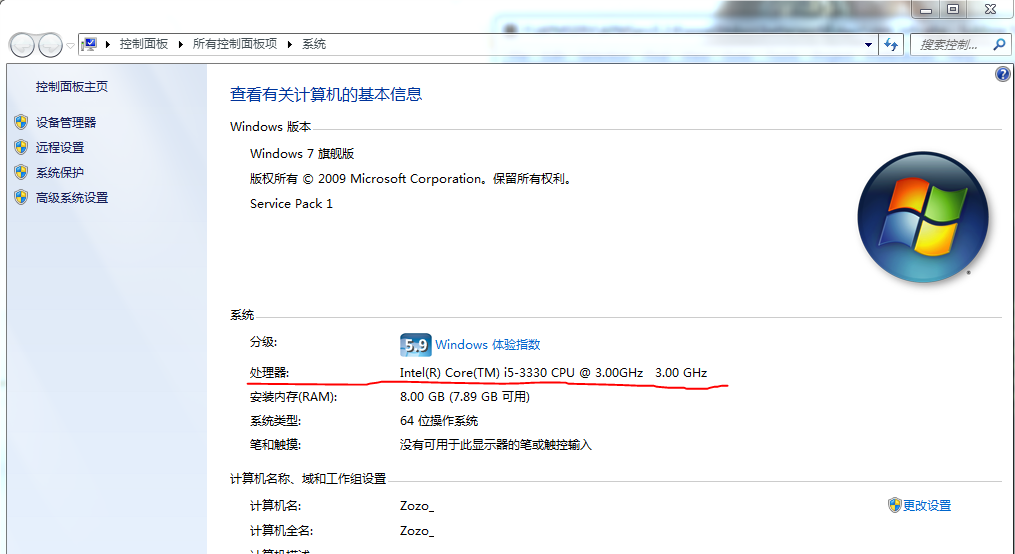 控制面板 ▸ 所有控制面板项 ▸ 系统
搜索控制...
控制面板主页
设备管理器
远程设置
系统保护
高级系统设置
查看有关计算机的基本信息
Windows 版本
Windows 7 旗舰版
版权所有 © 2009 Microsoft Corporation。保留所有权利。
Service Pack 1
系统
分级: 5.9 Windows 体验指数
处理器: Intel(R) Core(TM) i5-3330 CPU @ 3.00GHz 3.00 GHz
安装内存(RAM): 8.00 GB (7.89 GB 可用)
系统类型: 64 位操作系统
笔和触摸: 没有可用于此显示器的笔或触控输入
计算机名称、域和工作组设置
计算机名: Zozo_ 更改设置
计算机全名: Zozo_